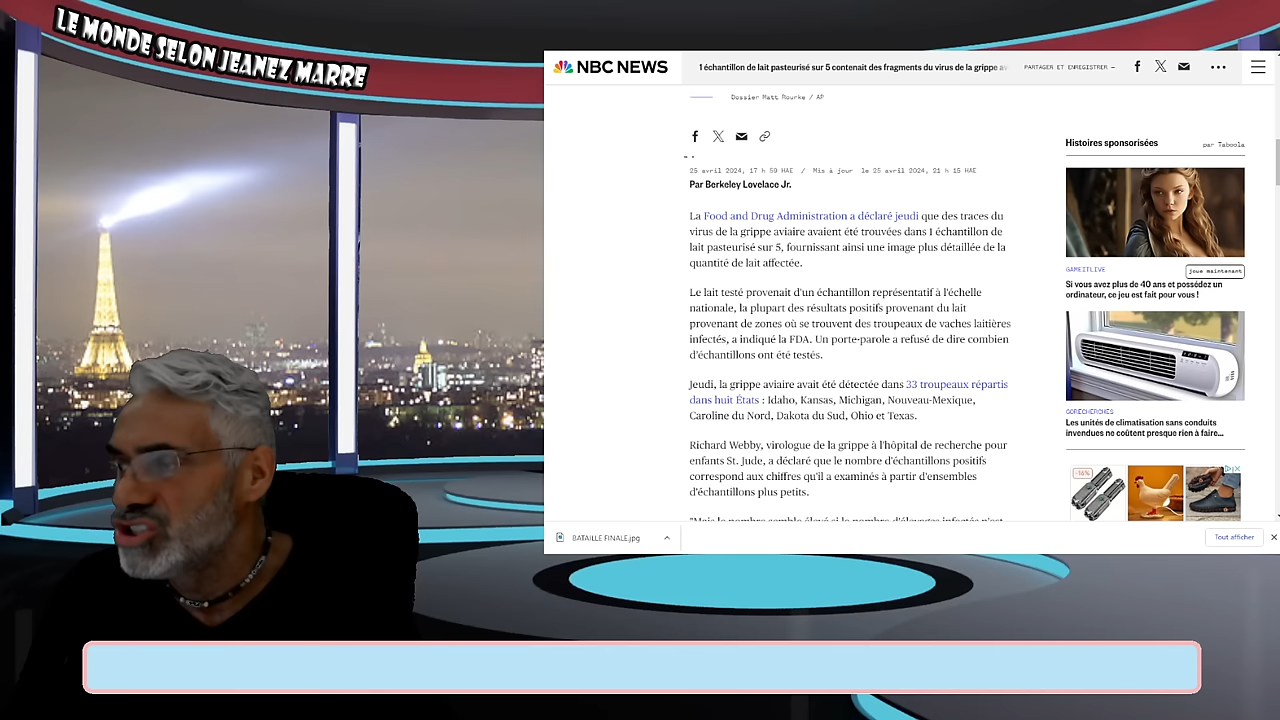 LE MONDE SELON JEANEZ MARRE
NBC NEWS
1 échantillon de lait pasteurisé sur 5 contenait des fragments du virus de la grippe
PARTAGER ET ENREGISTRER —
Dossier Matt Rourke / AP
25 avril 2024, 17 h 59 HAE / Mis à jour le 25 avril 2024, 21 h 15 HAE
Par Berkeley Lovelace Jr.
La Food and Drug Administration a déclaré jeudi que des traces du
virus de la grippe aviaire avaient été trouvées dans 1 échantillon de
lait pasteurisé sur 5, fournissant ainsi une image plus détaillée de la
quantité de lait affectée.
Le lait testé provenait d'un échantillon représentatif à l'échelle
nationale, la plupart des résultats positifs provenant du lait
provenant de zones où se trouvent des troupeaux de vaches laitières
infectés, a indiqué la FDA. Un porte-parole a refusé de dire combien
d'échantillons ont été testés.
Jeudi, la grippe aviaire avait été détectée dans 33 troupeaux répartis
dans huit États : Idaho, Kansas, Michigan, Nouveau-Mexique,
Caroline du Nord, Dakota du Sud, Ohio et Texas.
Richard Webby, virologue de la grippe à l'hôpital de recherche pour
enfants St. Jude, a déclaré que le nombre d'échantillons positifs
correspond aux chiffres qu'il a examinés à partir d'ensembles
d'échantillons plus petits.
Histoires sponsorisées
par Taboola
GAMEITLIVE
joue maintenant
Si vous avez plus de 40 ans et possédez un
ordinateur, ce jeu est fait pour vous !
GORECHERCHES
Les unités de climatisation sans conduits
invendues ne coûtent presque rien à faire...
-16%
BATAILLE FINALE.jpg
Tout afficher